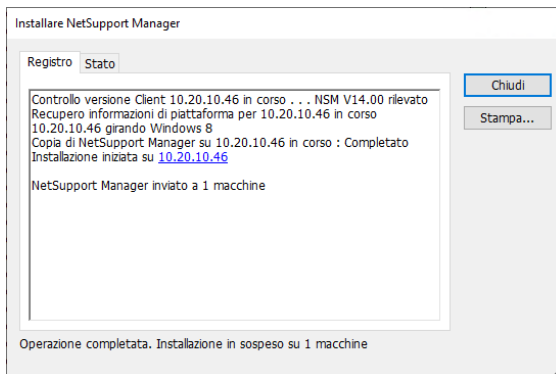 Installare NetSupport Manager
Registro
Stato
Controllo versione Client 10.20.10.46 in corso . . . NSM V14.00 rilevato
Recupero informazioni di piattaforma per 10.20.10.46 in corso
10.20.10.46 girando Windows 8
Copia di NetSupport Manager su 10.20.10.46 in corso : Completato
Installazione iniziata su 10.20.10.46
NetSupport Manager inviato a 1 macchine
Chiudi
Stampa...
Operazione completata. Installazione in sospeso su 1 macchine